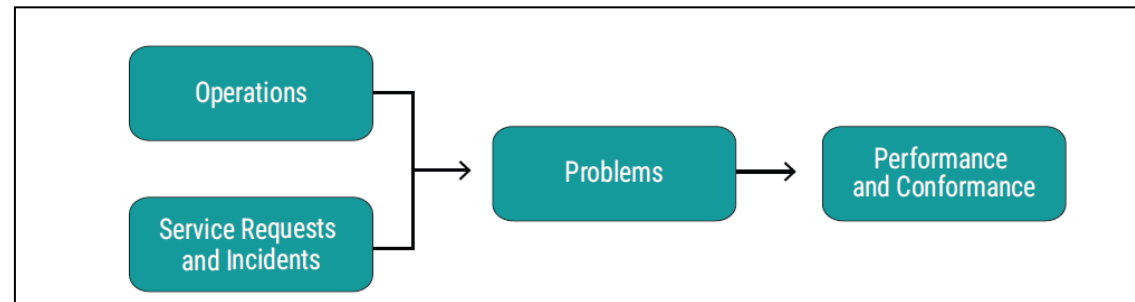 Operations
Service Requests
and Incidents
Problems
Performance
and Conformance